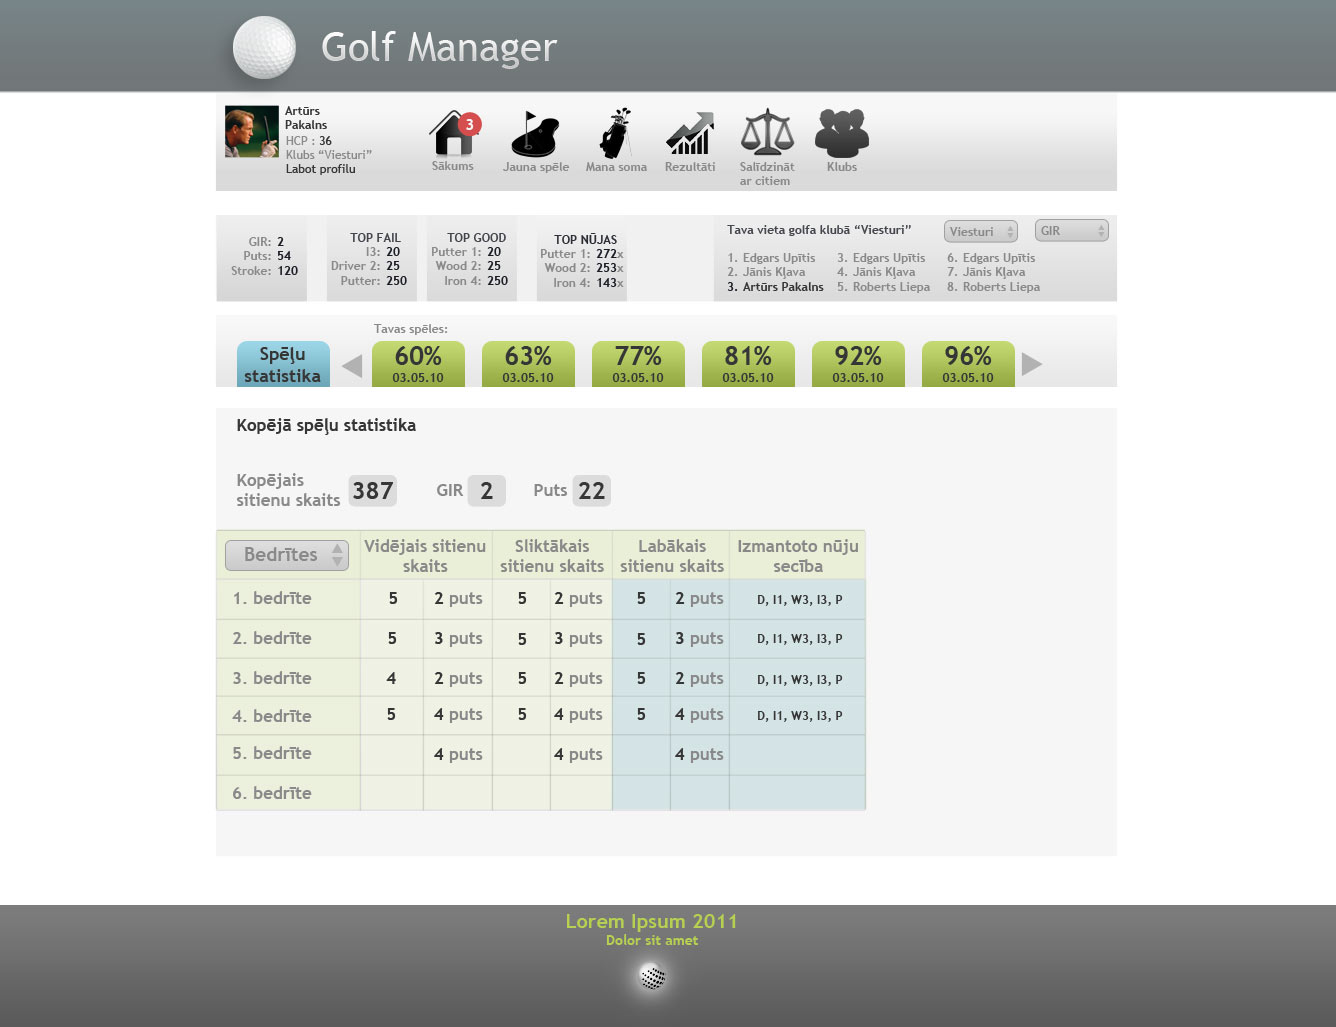 Golf Manager
Artūrs
Pakalns
HCP : 36
Klubs “Viesturi”
Labot profilu
3
Sākums
Jauna spēle
Mana soma
Rezultāti
Salīdzināt
ar citiem
Klubs
GIR: 2
Puts: 54
Stroke: 120
TOP FAIL
I3: 20
Driver 2: 25
Putter: 250
TOP GOOD
Putter 1: 20
Wood 2: 25
Iron 4: 250
TOP NŪJAS
Putter 1: 272x
Wood 2: 253x
Iron 4: 143x
Tava vieta golfa klubā “Viesturi”
Viesturi
GIR
1. Edgars Upītis
2. Jānis Kļava
3. Artūrs Pakalns
3. Edgars Upītis
4. Jānis Kļava
5. Roberts Liepa
6. Edgars Upītis
7. Jānis Kļava
8. Roberts Liepa
Tavas spēles:
Spēļu
statistika
60%
03.05.10
63%
03.05.10
77%
03.05.10
81%
03.05.10
92%
03.05.10
96%
03.05.10
Kopējā spēļu statistika
Kopējais
sitienu skaits
387
GIR 2
Puts 22
Bedrītes
Vidējais sitienu
skaits
Sliktākais
sitienu skaits
Labākais
sitienu skaits
Izmantoto nūju
secība
1. bedrīte 5 2 puts 5 2 puts 5 2 puts D, I1, W3, I3, P
2. bedrīte 5 3 puts 5 3 puts 5 3 puts D, I1, W3, I3, P
3. bedrīte 4 2 puts 5 2 puts 5 2 puts D, I1, W3, I3, P
4. bedrīte 5 4 puts 5 4 puts 5 4 puts D, I1, W3, I3, P
5. bedrīte 4 puts 4 puts 4 puts
6. bedrīte
Lorem Ipsum 2011
Dolor sit amet